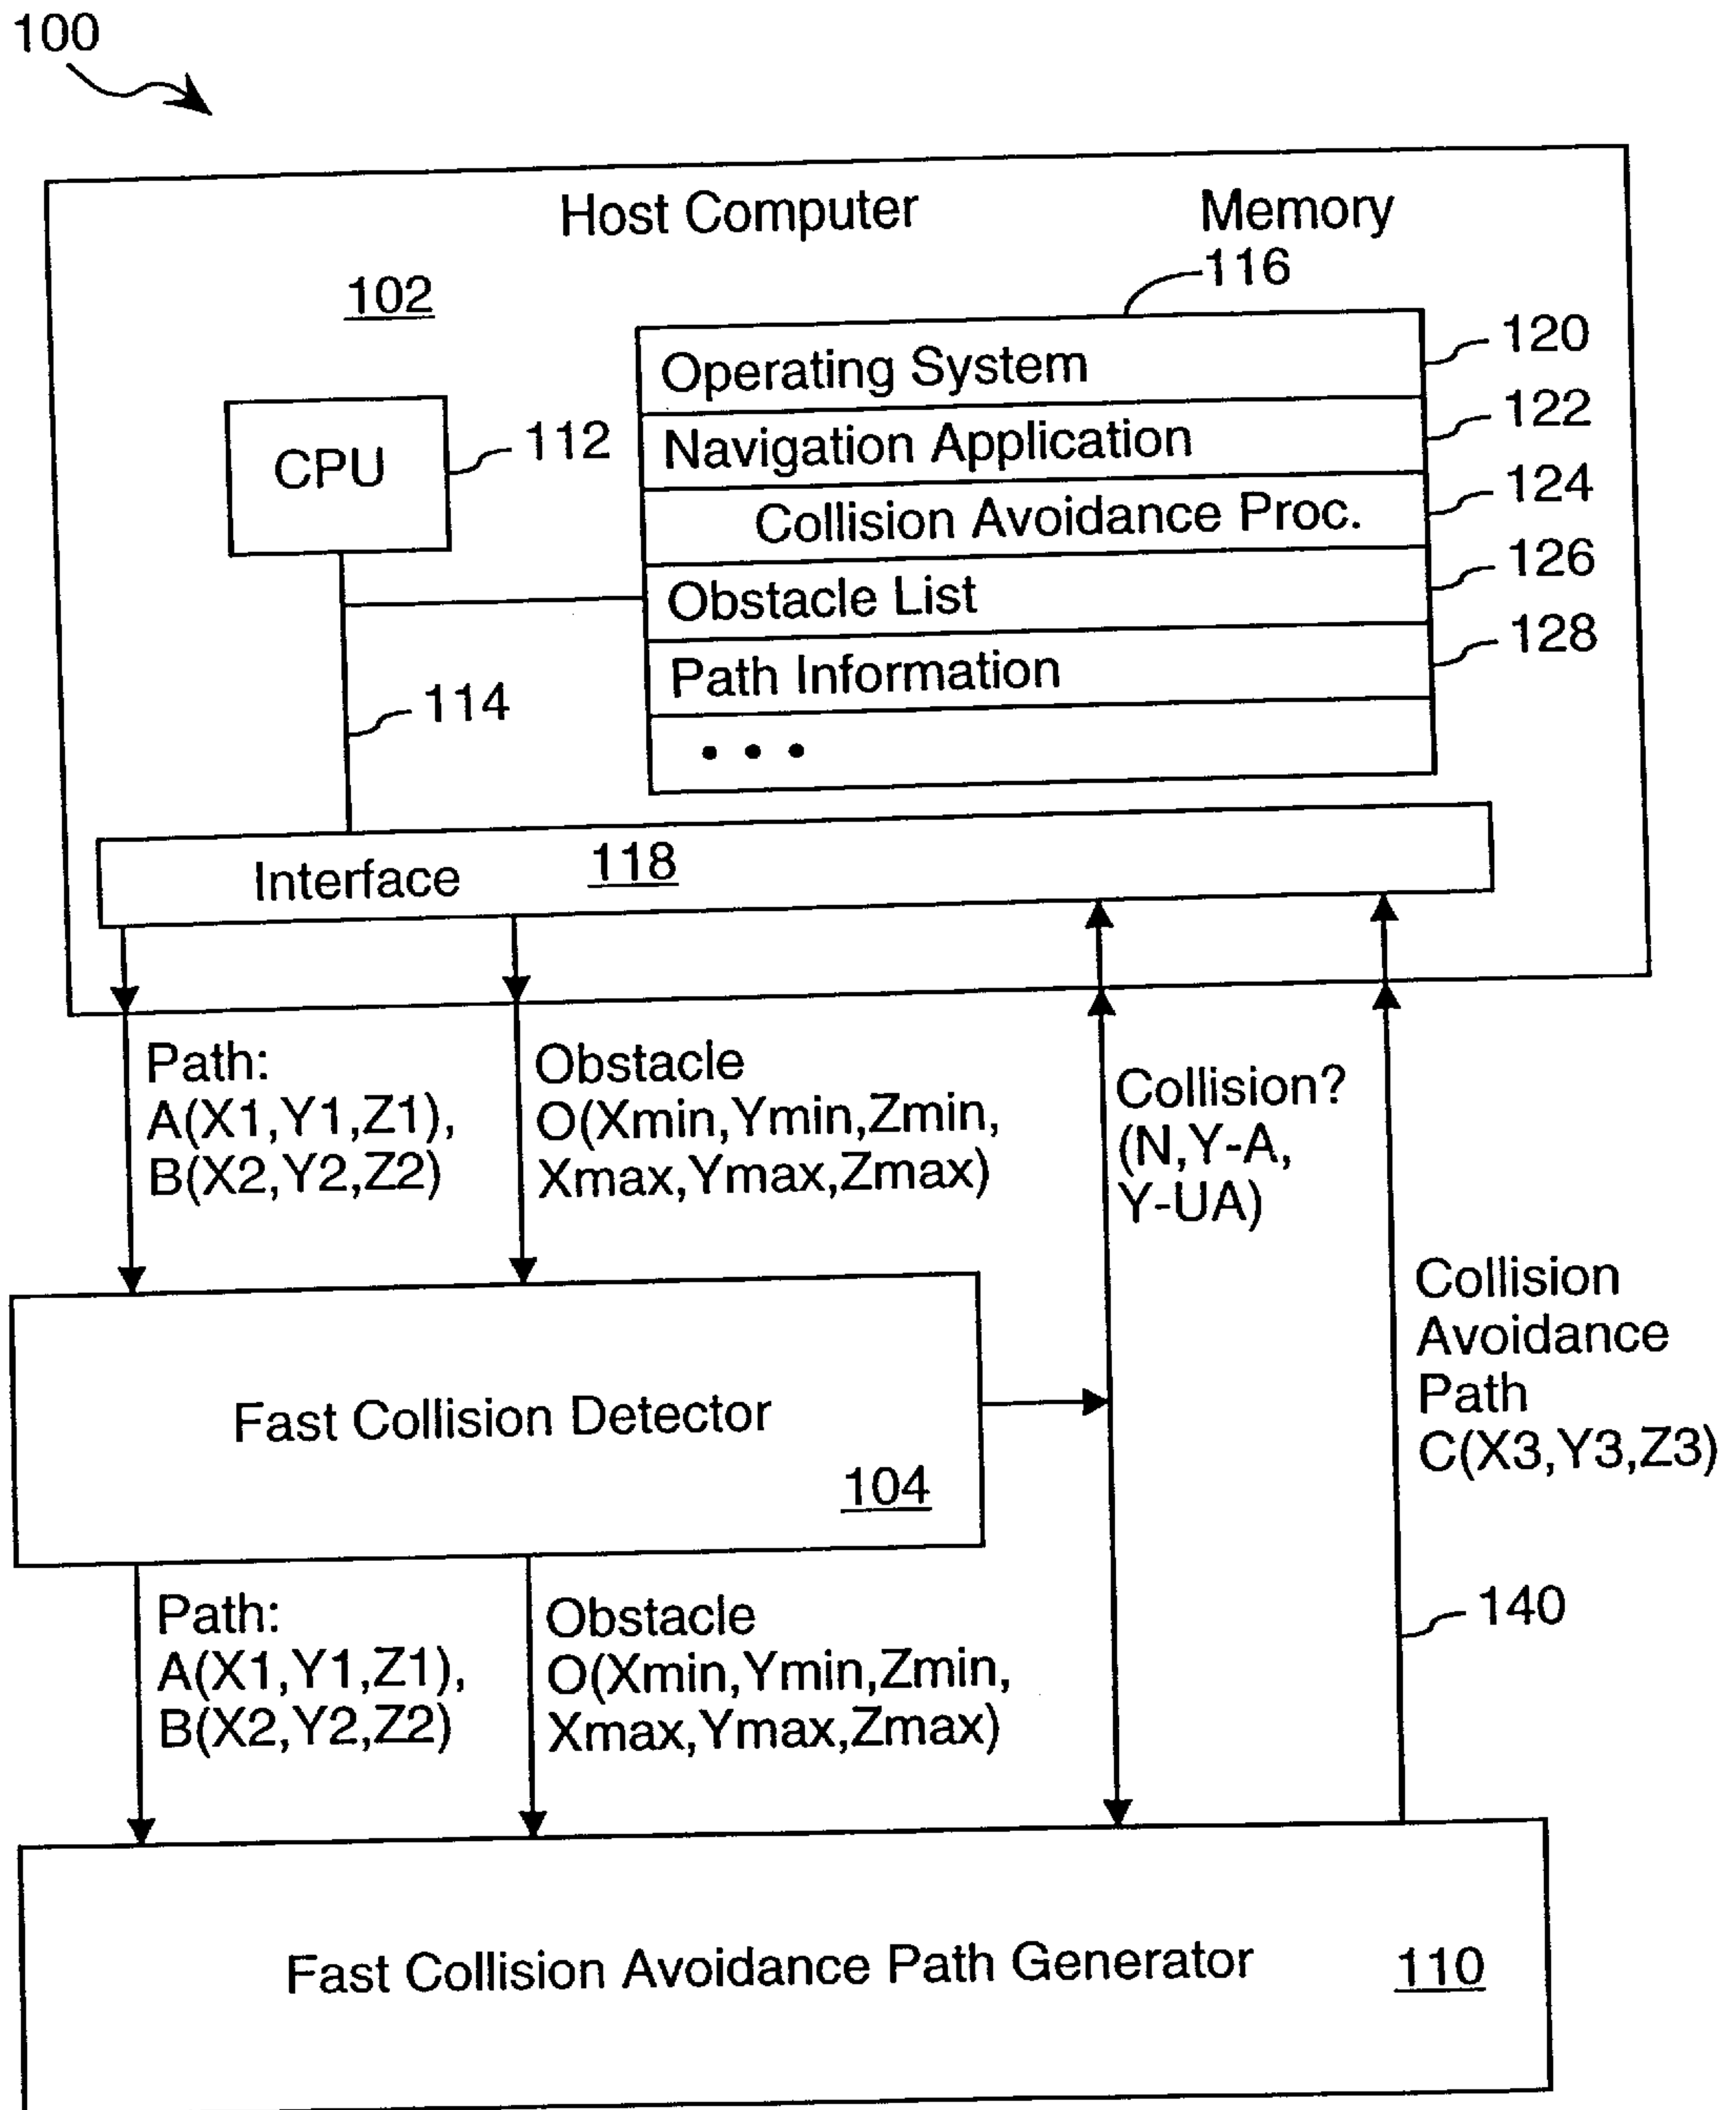 100
Host Computer
Memory
102
116
Operating System
120
Navigation Application
122
CPU
112
Collision Avoidance Proc.
124
Obstacle List
126
Path Information
128
114
• • •
Interface 118
Path:
A(X1,Y1,Z1),
B(X2,Y2,Z2)
Obstacle
O(Xmin,Ymin,Zmin,
Xmax,Ymax,Zmax)
Collision?
(N,Y-A,
Y-UA)
Collision
Avoidance
Path
C(X3,Y3,Z3)
Fast Collision Detector
104
Path:
A(X1,Y1,Z1),
B(X2,Y2,Z2)
Obstacle
O(Xmin,Ymin,Zmin,
Xmax,Ymax,Zmax)
140
Fast Collision Avoidance Path Generator 110